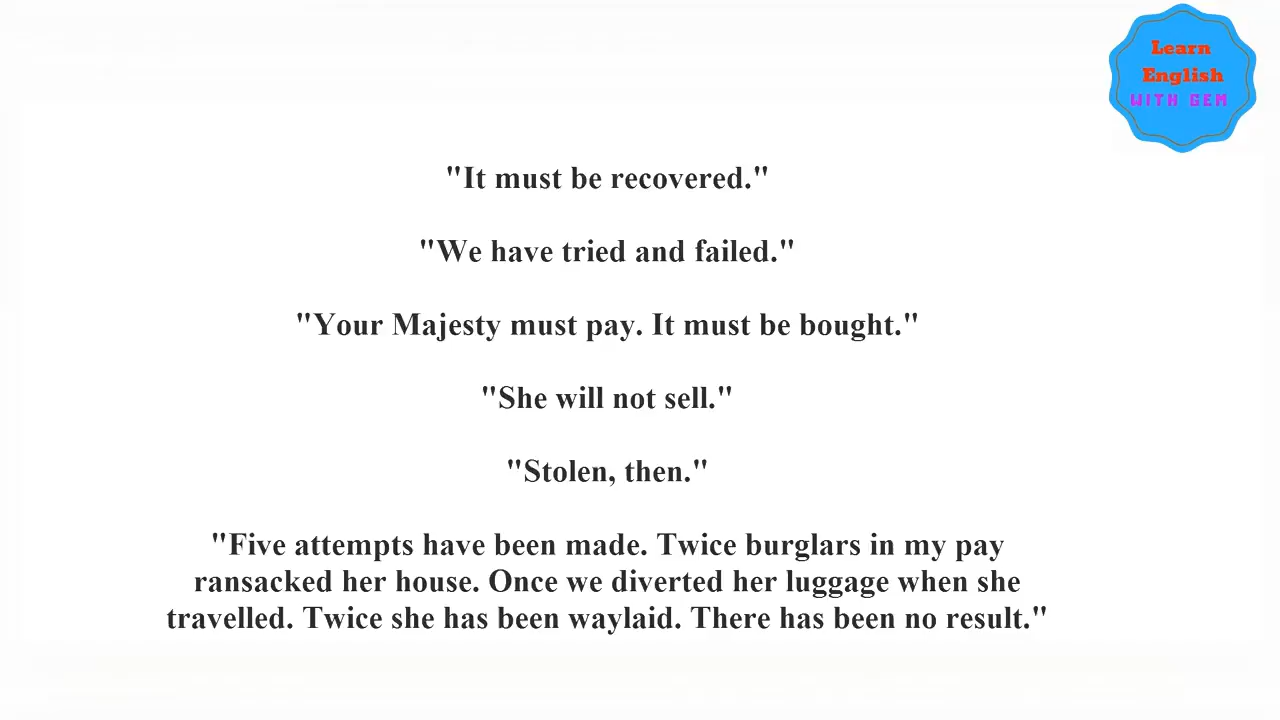 Learn
English
WITH GEM
"It must be recovered."
"We have tried and failed."
"Your Majesty must pay. It must be bought."
"She will not sell."
"Stolen, then."
"Five attempts have been made. Twice burglars in my pay
ransacked her house. Once we diverted her luggage when she
travelled. Twice she has been waylaid. There has been no result."